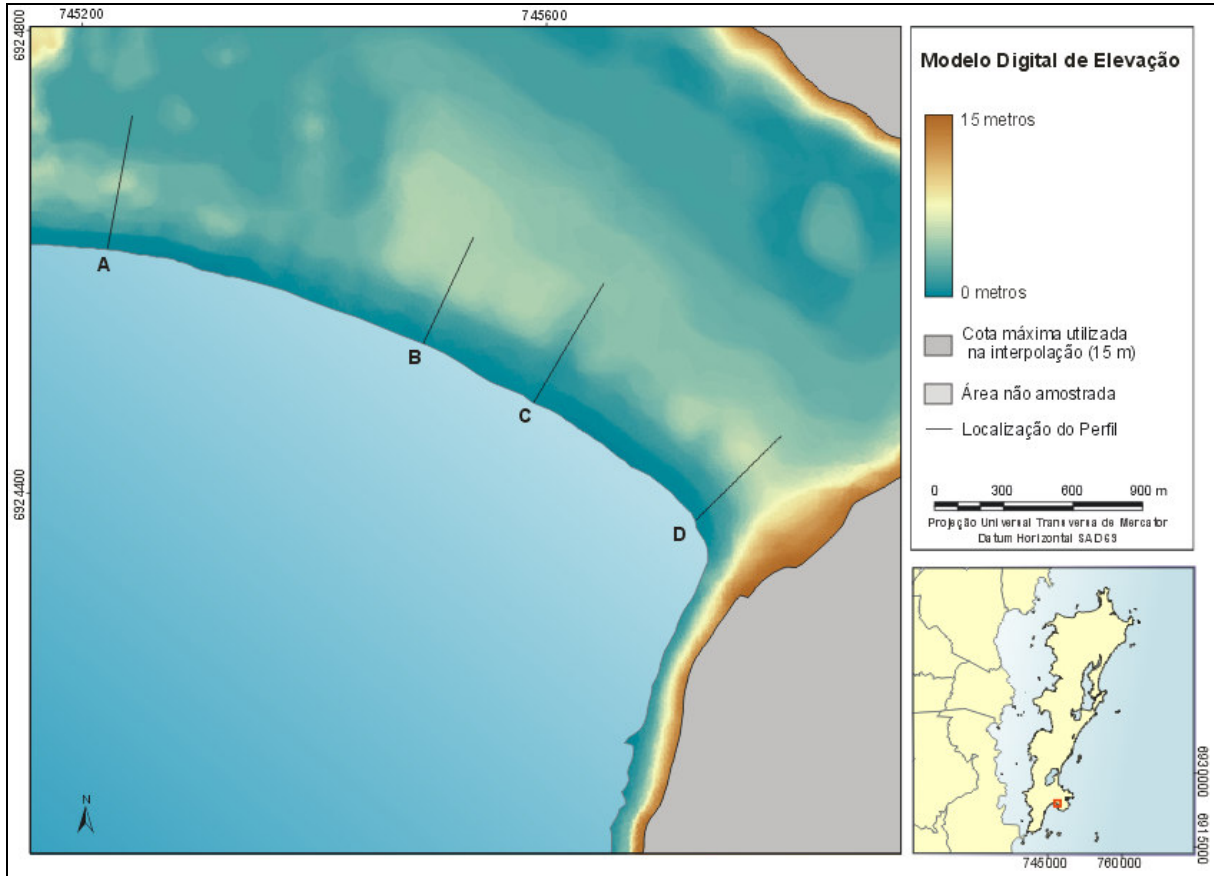 745200
745600
6924800
6924400
A
B
C
D
N
Modelo Digital de Elevação
15 metros
0 metros
Cota máxima utilizada
na interpolação (15 m)
Área não amostrada
Localização do Perfil
0 300 600 900 m
Projeção Universal Transversa de Mercator
Datum Horizontal SAD69
6930000
6915000
745000 760000